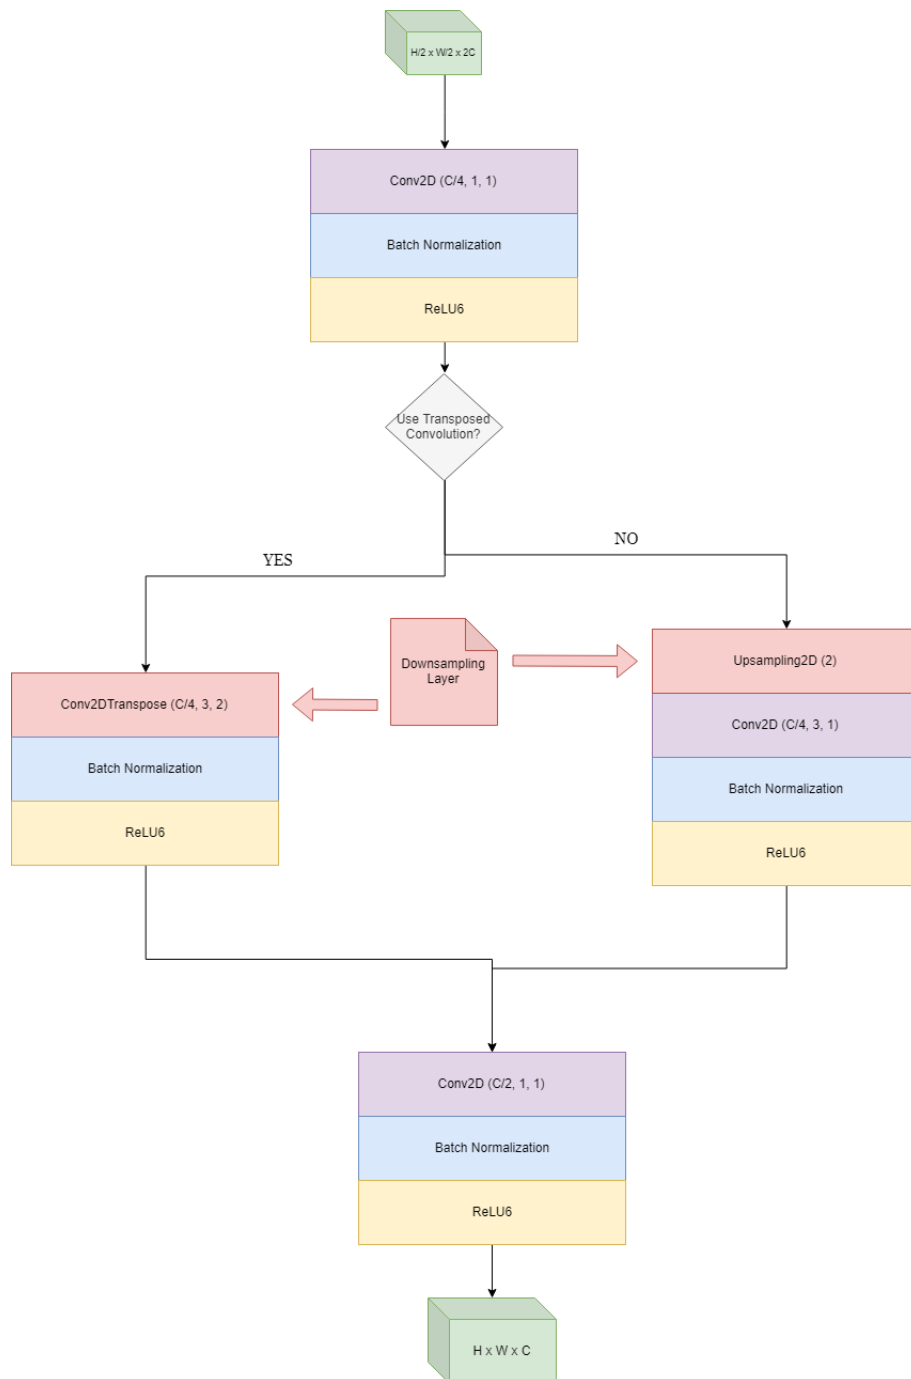 H/2 x W/2 x 2C
Conv2D (C/4, 1, 1)
Batch Normalization
ReLU6
Use Transposed
Convolution?
YES
NO
Downsampling
Layer
Conv2DTranspose (C/4, 3, 2)
Batch Normalization
ReLU6
Upsampling2D (2)
Conv2D (C/4, 3, 1)
Batch Normalization
ReLU6
Conv2D (C/2, 1, 1)
Batch Normalization
ReLU6
H x W x C